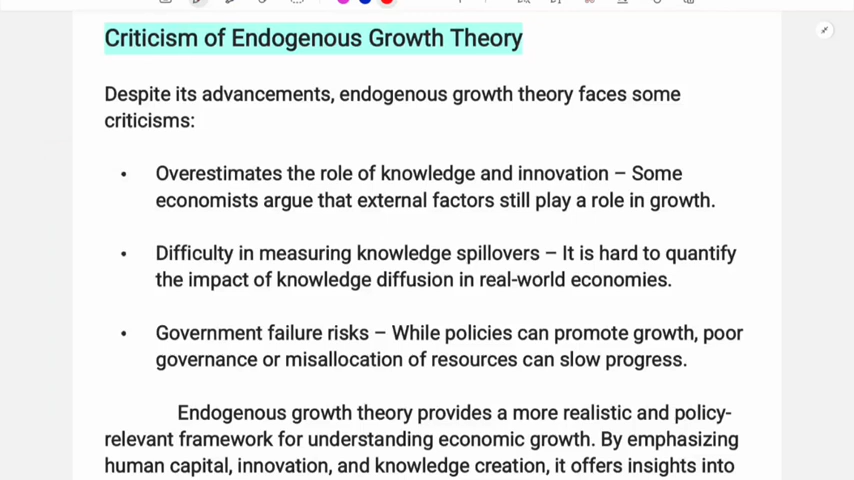 Criticism of Endogenous Growth Theory
Despite its advancements, endogenous growth theory faces some
criticisms:
• Overestimates the role of knowledge and innovation – Some
economists argue that external factors still play a role in growth.
• Difficulty in measuring knowledge spillovers – It is hard to quantify
the impact of knowledge diffusion in real-world economies.
• Government failure risks – While policies can promote growth, poor
governance or misallocation of resources can slow progress.
Endogenous growth theory provides a more realistic and policy-
relevant framework for understanding economic growth. By emphasizing
human capital, innovation, and knowledge creation, it offers insights into